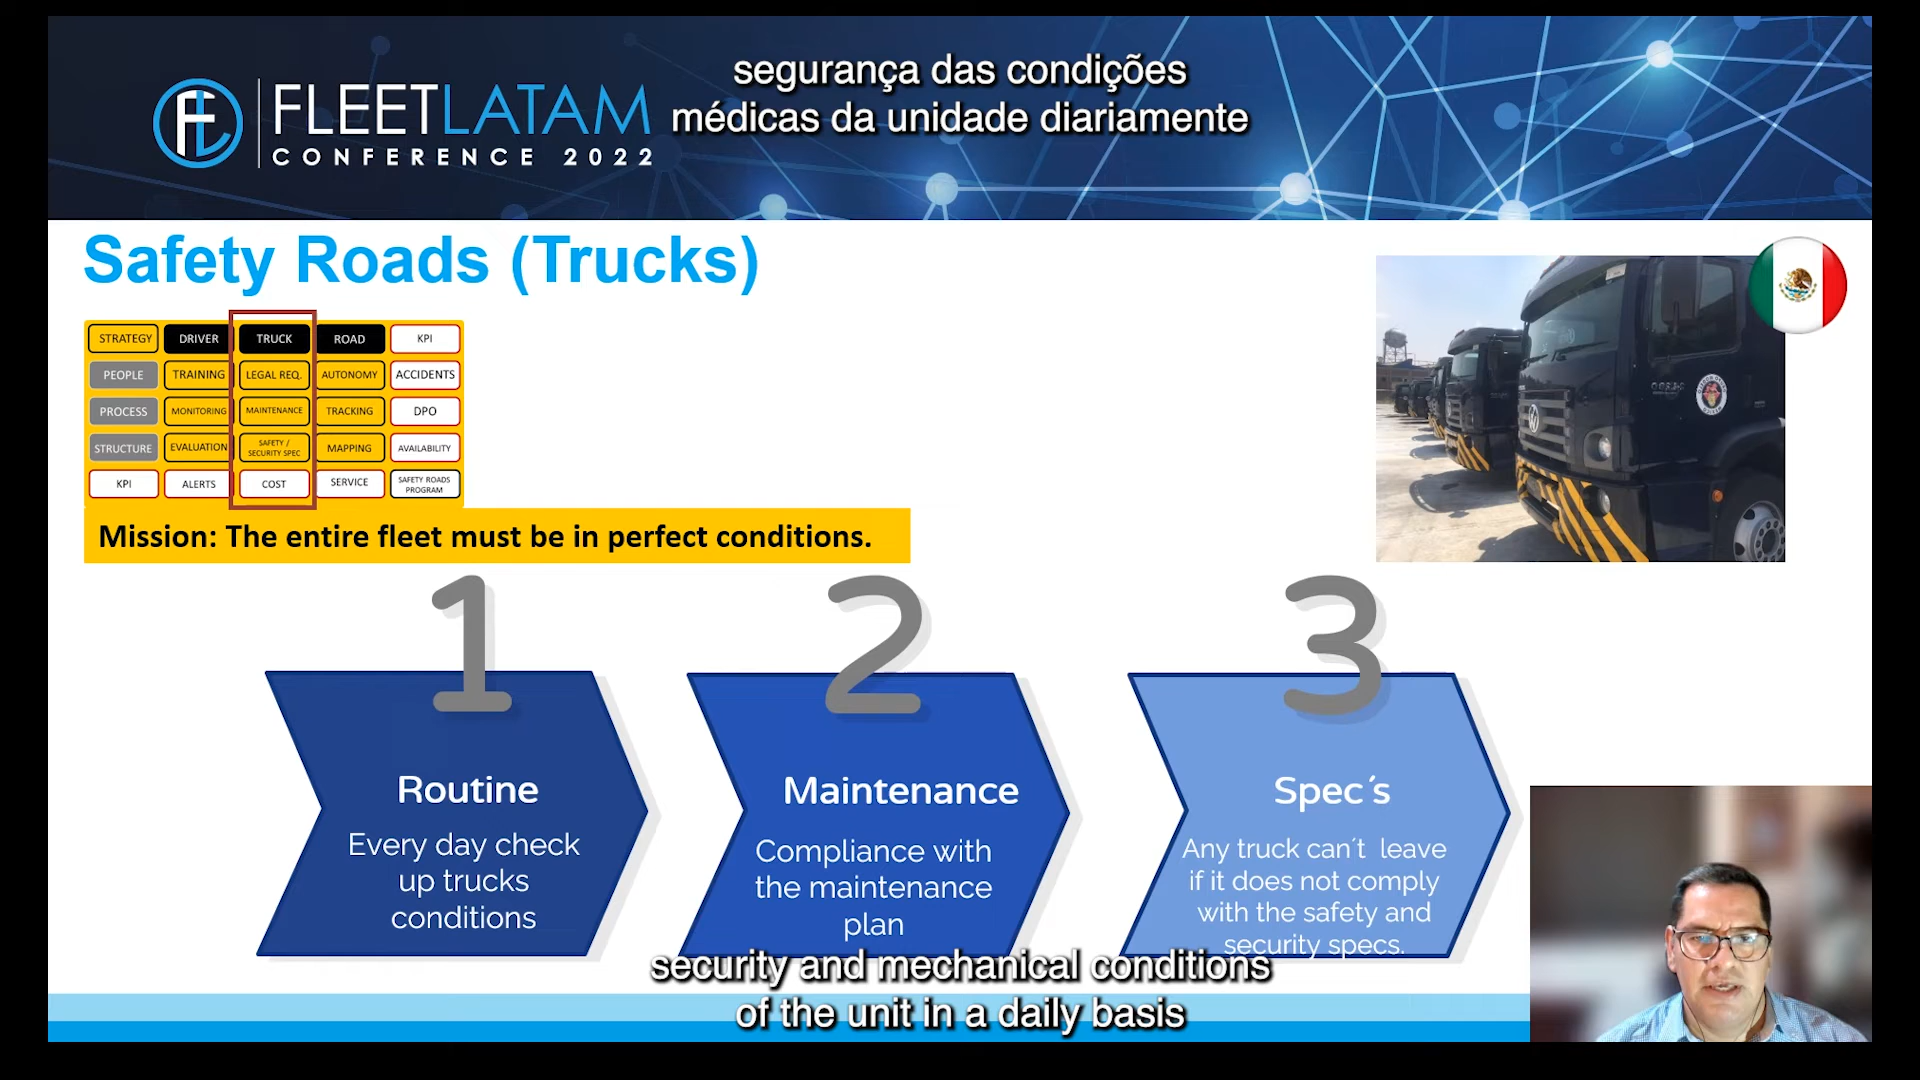 segurança das condições
médicas da unidade diariamente
FLEETLATAM
CONFERENCE 2022
Safety Roads (Trucks)
STRATEGY DRIVER TRUCK ROAD KPI
PEOPLE TRAINING LEGAL REQ. AUTONOMY ACCIDENTS
PROCESS MONITORING MAINTENANCE TRACKING DPO
STRUCTURE EVALUATION SAFETY / SECURITY SPEC MAPPING AVAILABILITY
KPI ALERTS COST SERVICE SAFETY ROADS PROGRAM
Mission: The entire fleet must be in perfect conditions.
1
Routine
Every day check
up trucks
conditions
2
Maintenance
Compliance with
the maintenance
plan
3
Spec´s
Any truck can´t leave
if it does not comply
with the safety and
security specs.
security and mechanical conditions
of the unit in a daily basis